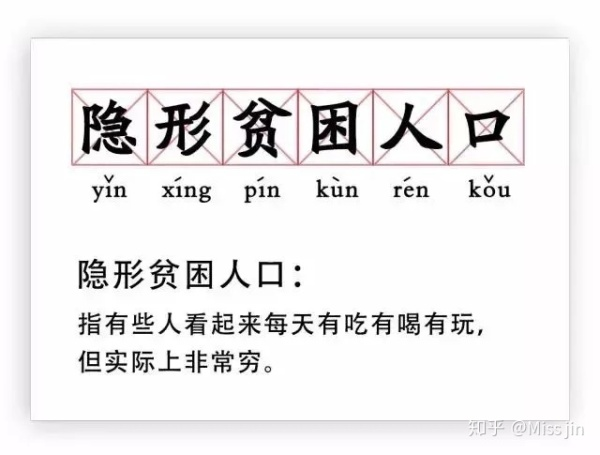 隐形贫困人口
yǐn xíng pín kùn rén kǒu
隐形贫困人口：
指有些人看起来每天有吃有喝有玩，
但实际上非常穷。
知乎 @Missjin